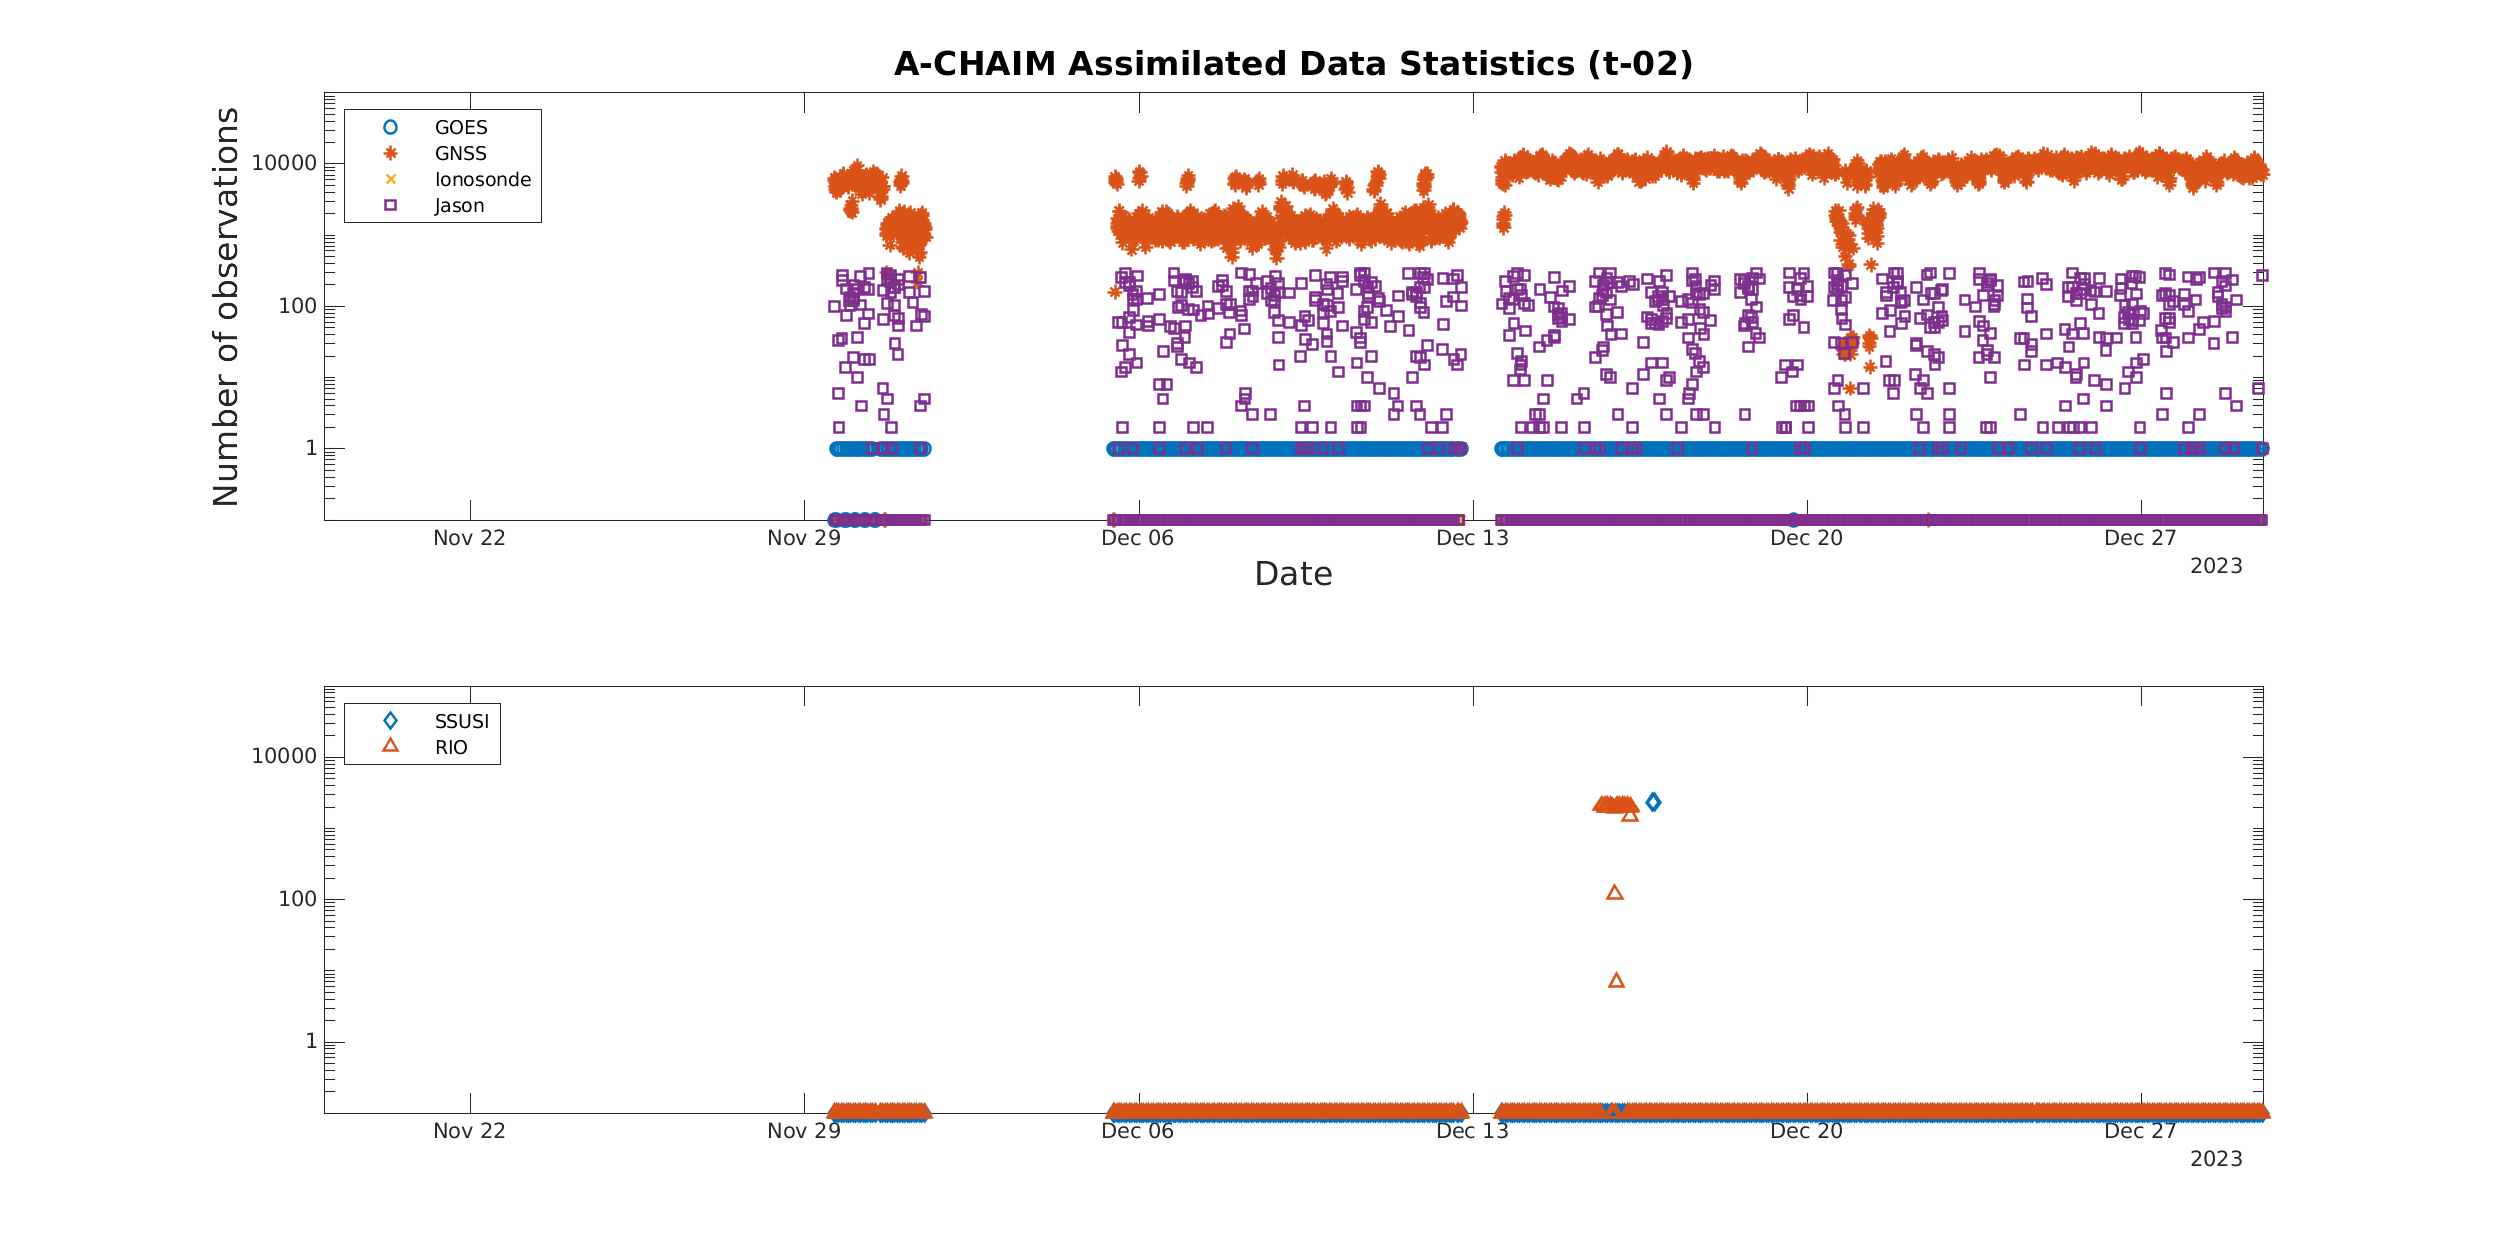 A-CHAIM Assimilated Data Statistics (t-02)
Number of observations
10000
100
1
GOES
GNSS
Ionosonde
Jason
Nov 22
Nov 29
Dec 06
Dec 13
Dec 20
Dec 27
2023
Date
10000
100
1
SSUSI
RIO
Nov 22
Nov 29
Dec 06
Dec 13
Dec 20
Dec 27
2023